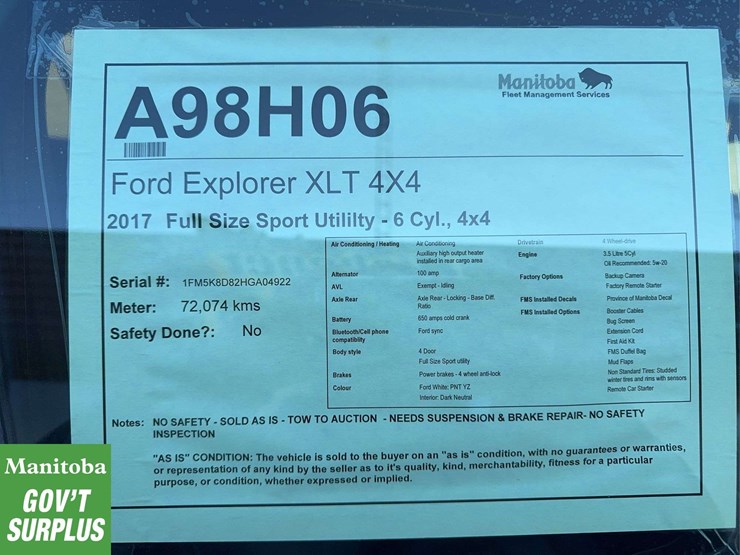 Manitoba
Fleet Management Services
A98H06
Ford Explorer XLT 4X4
2017 Full Size Sport Utililty - 6 Cyl., 4x4
Serial #: 1FM5K8D82HGA04922
Meter: 72,074 kms
Safety Done?: No
Air Conditioning / Heating Air Conditioning
Auxiliary high output heater
installed in rear cargo area
Alternator 100 amp
AVL Exempt - Idling
Axle Rear Axle Rear - Locking - Base Diff.
Ratio
Battery 650 amps cold crank
Bluetooth/Cell phone
compatibility Ford sync
Body style 4 Door
Full Size Sport utility
Brakes Power brakes - 4 wheel anti-lock
Colour Ford White: PNT YZ
Interior: Dark Neutral
Drivetrain 4 Wheel-drive
Engine 3.5 Litre 6Cyl
Oil Recommended: 5w-20
Factory Options Backup Camera
Factory Remote Starter
FMS Installed Decals Province of Manitoba Decal
FMS Installed Options Booster Cables
Bug Screen
Extension Cord
First Aid Kit
FMS Duffel Bag
Mud Flaps
Non Standard Tires: Studded
winter tires and rims with sensors
Remote Car Starter
Notes: NO SAFETY - SOLD AS IS - TOW TO AUCTION - NEEDS SUSPENSION & BRAKE REPAIR- NO SAFETY
INSPECTION
"AS IS" CONDITION: The vehicle is sold to the buyer on an "as is" condition, with no guarantees or warranties,
or representation of any kind by the seller as to it's quality, kind, merchantability, fitness for a particular
purpose, or condition, whether expressed or implied.
Manitoba
GOV'T
SURPLUS